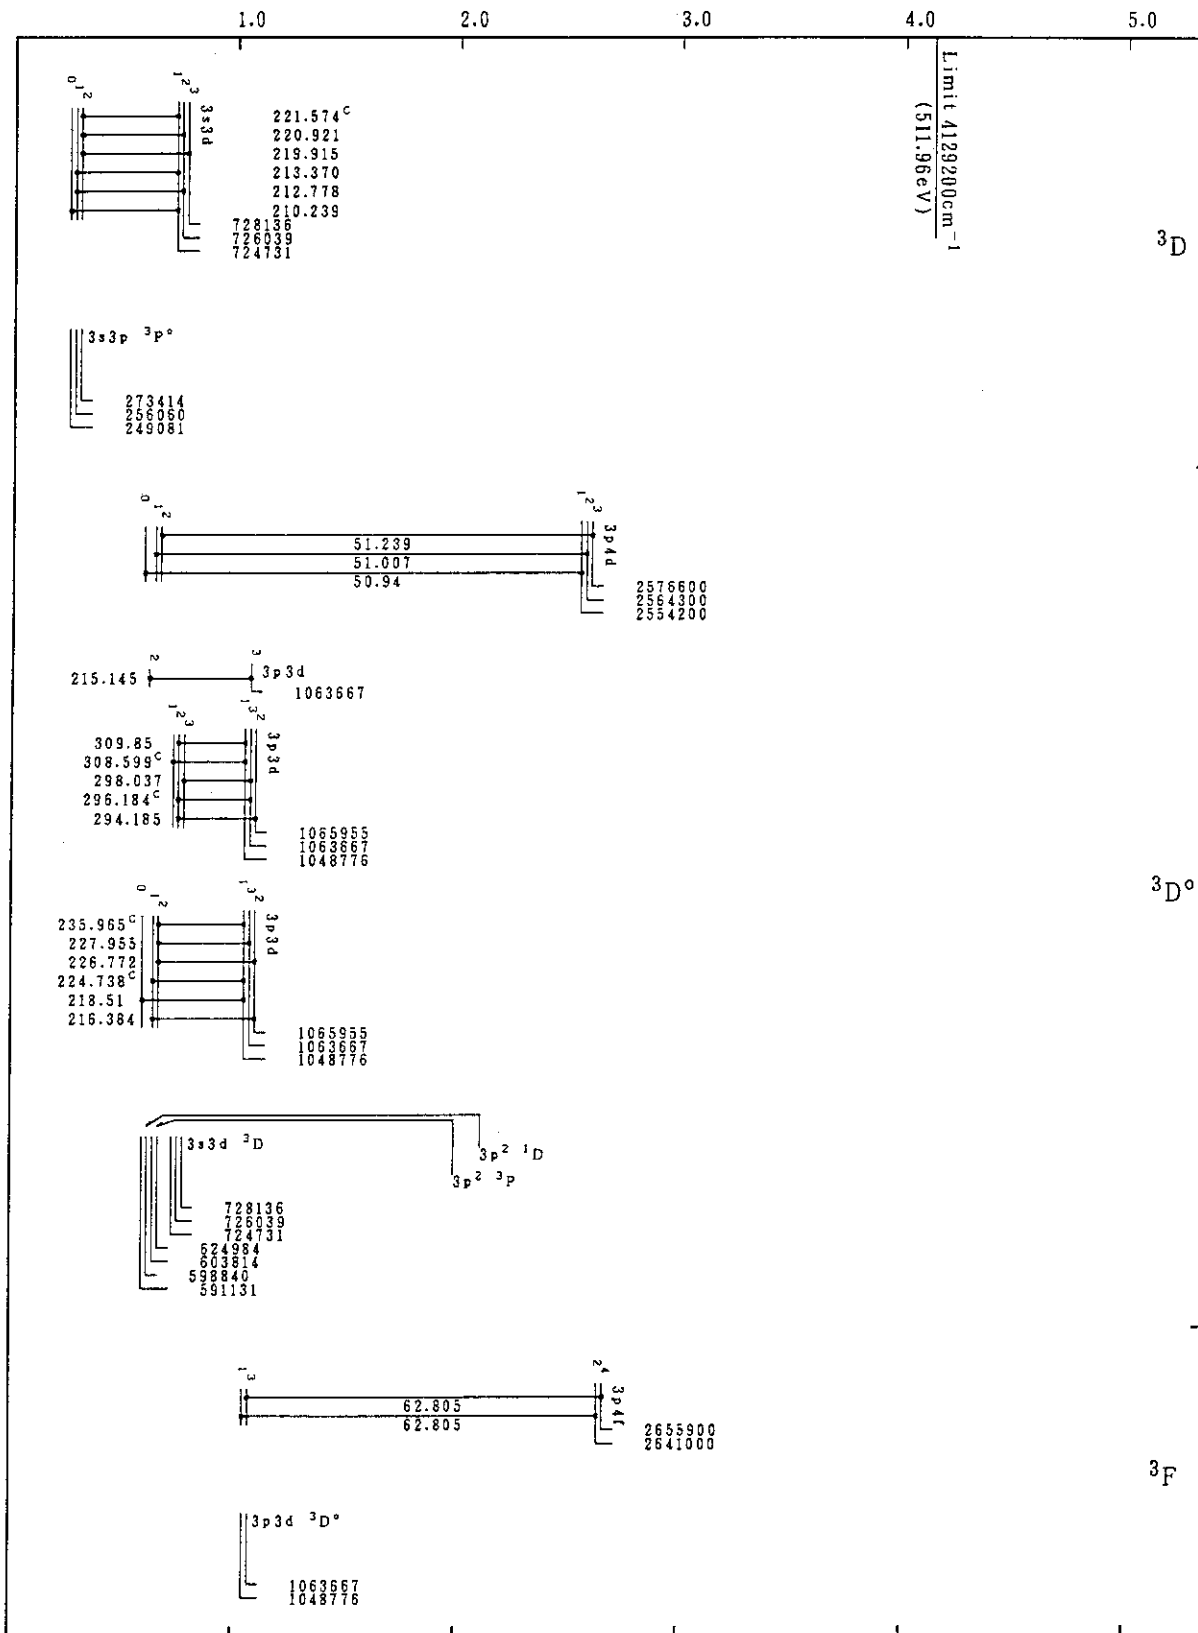 1.0 2.0 3.0 4.0 5.0
Limit 4129200cm⁻¹
(511.96eV)
0 1 2
1 2 3
3s3d
221.574ᶜ
220.921
219.915
213.370
212.778
210.239
728136
726039
724731
³D
3s3p ³P°
273414
256060
249081
0 1 2
1 2 3
3p4d
51.239
51.007
50.94
2576600
2564300
2554200
2
3
3p3d
215.145
1063667
1 2 3
1 3 2
3p3d
309.85
308.599ᶜ
298.037
296.184ᶜ
294.185
1065955
1063667
1048776
³D°
0 1 2
1 3 2
3p3d
235.965ᶜ
227.955
226.772
224.738ᶜ
218.51
216.384
1065955
1063667
1048776
3s3d ³D
3p² ¹D
3p² ³P
728136
726039
724731
624984
603814
598840
591131
1 3
2 4
3p4f
62.805
62.805
2655900
2641000
³F
3p3d ³D°
1063667
1048776